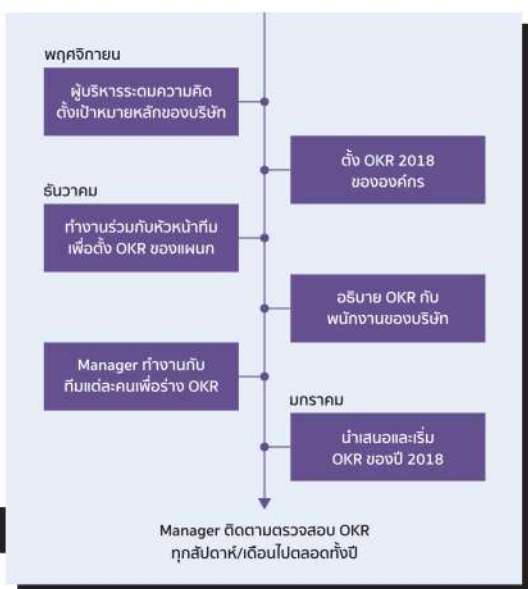 พฤศจิกายน
ผู้บริหารระดมความคิด
ตั้งเป้าหมายหลักของบริษัท
ตั้ง OKR 2018
ขององค์กร
ธันวาคม
ทำงานร่วมกับหัวหน้าทีม
เพื่อตั้ง OKR ของแผนก
อธิบาย OKR กับ
พนักงานของบริษัท
Manager ทำงานกับ
ทีมแต่ละคนเพื่อร่าง OKR
มกราคม
นำเสนอและเริ่ม
OKR ของปี 2018
Manager ติดตามตรวจสอบ OKR
ทุกสัปดาห์/เดือนไปตลอดทั้งปี